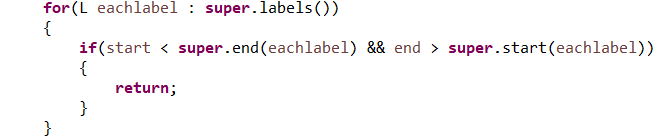 for(L eachlabel : super.labels())
{
if(start < super.end(eachlabel) && end > super.start(eachlabel))
{
return;
}
}